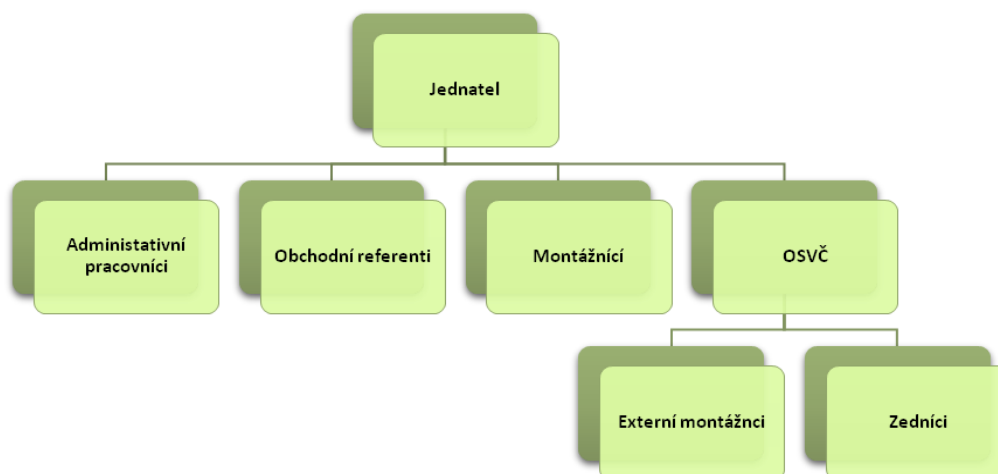 Jednatel
Administativní
pracovníci
Obchodní referenti
Montážnící
OSVČ
Externí montážnci
Zedníci